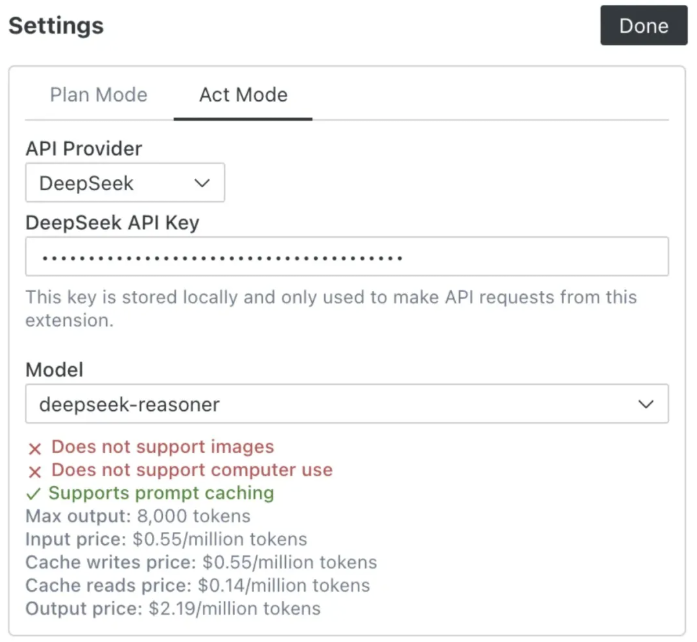 Settings
Done
Plan Mode
Act Mode
API Provider
DeepSeek
DeepSeek API Key
••••••••••••••••••••••••••••••••••••••
This key is stored locally and only used to make API requests from this
extension.
Model
deepseek-reasoner
Does not support images
Does not support computer use
Supports prompt caching
Max output: 8,000 tokens
Input price: $0.55/million tokens
Cache writes price: $0.55/million tokens
Cache reads price: $0.14/million tokens
Output price: $2.19/million tokens